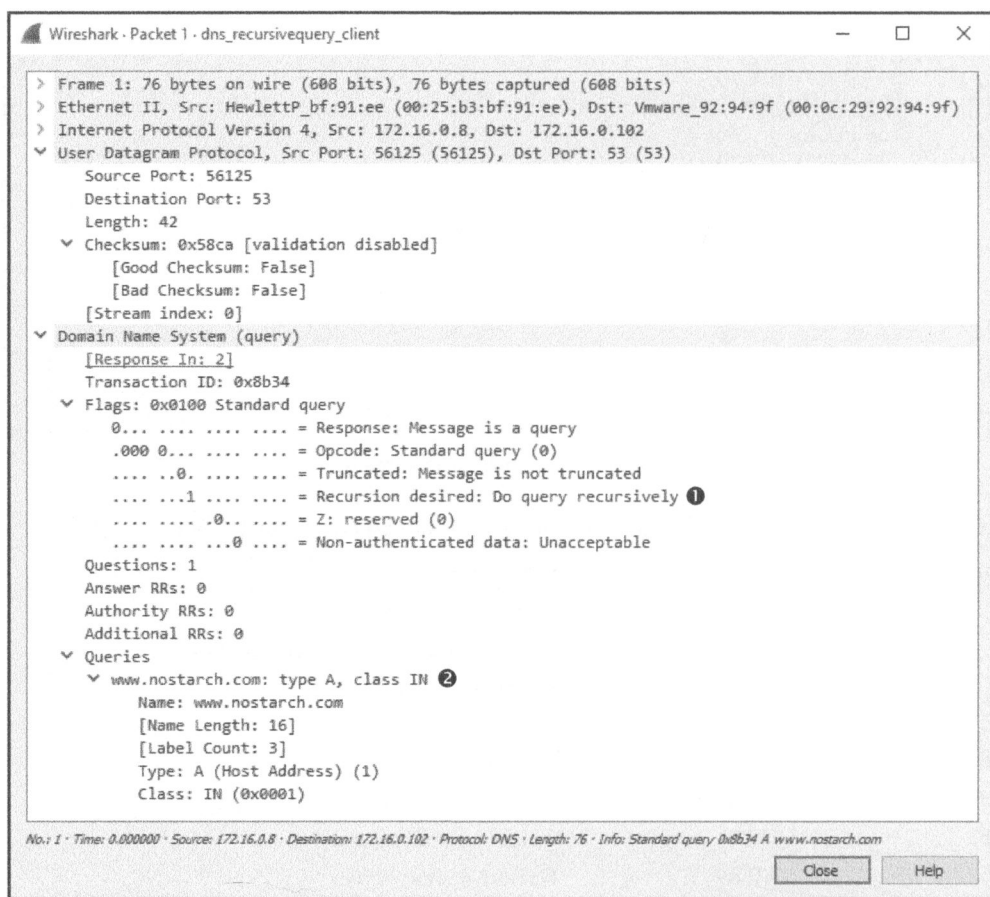 Wireshark · Packet 1 · dns_recursivequery_client
> Frame 1: 76 bytes on wire (608 bits), 76 bytes captured (608 bits)
> Ethernet II, Src: HewlettP_bf:91:ee (00:25:b3:bf:91:ee), Dst: Vmware_92:94:9f (00:0c:29:92:94:9f)
> Internet Protocol Version 4, Src: 172.16.0.8, Dst: 172.16.0.102
User Datagram Protocol, Src Port: 56125 (56125), Dst Port: 53 (53)
Source Port: 56125
Destination Port: 53
Length: 42
Checksum: 0x58ca [validation disabled]
[Good Checksum: False]
[Bad Checksum: False]
[Stream index: 0]
Domain Name System (query)
[Response In: 2]
Transaction ID: 0x8b34
Flags: 0x0100 Standard query
0... .... .... .... = Response: Message is a query
.000 0... .... .... = Opcode: Standard query (0)
.... ..0. .... .... = Truncated: Message is not truncated
.... ...1 .... .... = Recursion desired: Do query recursively ❶
.... .... .0.. .... = Z: reserved (0)
.... .... ...0 .... = Non-authenticated data: Unacceptable
Questions: 1
Answer RRs: 0
Authority RRs: 0
Additional RRs: 0
Queries
www.nostarch.com: type A, class IN ❷
Name: www.nostarch.com
[Name Length: 16]
[Label Count: 3]
Type: A (Host Address) (1)
Class: IN (0x0001)
No.: 1 · Time: 0.000000 · Source: 172.16.0.8 · Destination: 172.16.0.102 · Protocol: DNS · Length: 76 · Info: Standard query 0x8b34 A www.nostarch.com
Close Help